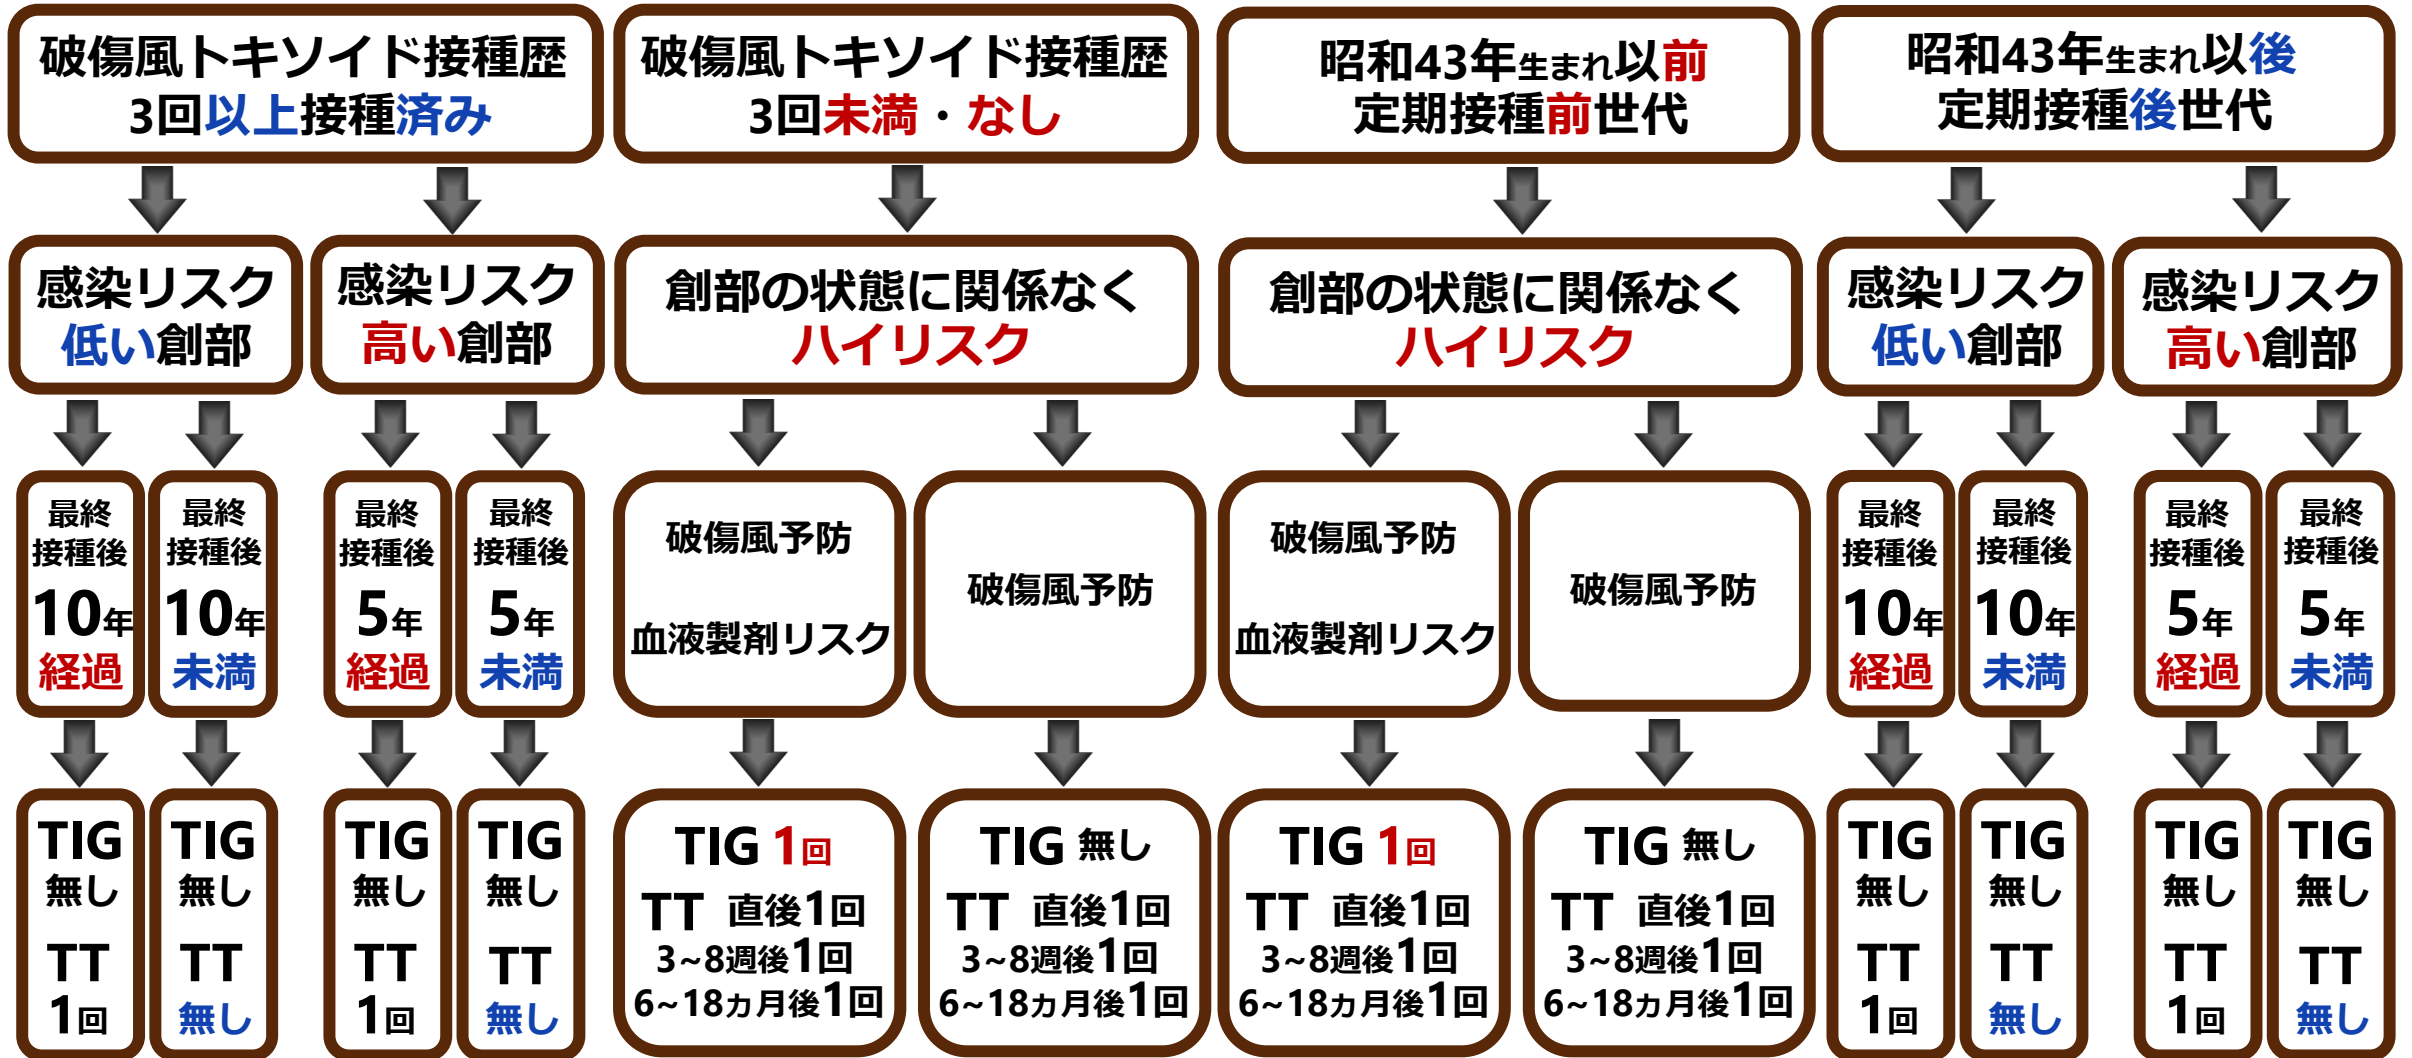 破傷風トキソイド接種歴
3回以上接種済み
破傷風トキソイド接種歴
3回未満・なし
昭和43年生まれ以前
定期接種前世代
昭和43年生まれ以後
定期接種後世代
感染リスク
低い創部
感染リスク
高い創部
創部の状態に関係なく
ハイリスク
創部の状態に関係なく
ハイリスク
感染リスク
低い創部
感染リスク
高い創部
最終
接種後
10年
経過
最終
接種後
10年
未満
最終
接種後
5年
経過
最終
接種後
5年
未満
破傷風予防
血液製剤リスク
破傷風予防
破傷風予防
血液製剤リスク
破傷風予防
最終
接種後
10年
経過
最終
接種後
10年
未満
最終
接種後
5年
経過
最終
接種後
5年
未満
TIG
無し
TT
1回
TIG
無し
TT
無し
TIG
無し
TT
1回
TIG
無し
TT
無し
TIG 1回
TT 直後1回
3~8週後1回
6~18カ月後1回
TIG 無し
TT 直後1回
3~8週後1回
6~18カ月後1回
TIG 1回
TT 直後1回
3~8週後1回
6~18カ月後1回
TIG 無し
TT 直後1回
3~8週後1回
6~18カ月後1回
TIG
無し
TT
1回
TIG
無し
TT
無し
TIG
無し
TT
1回
TIG
無し
TT
無し